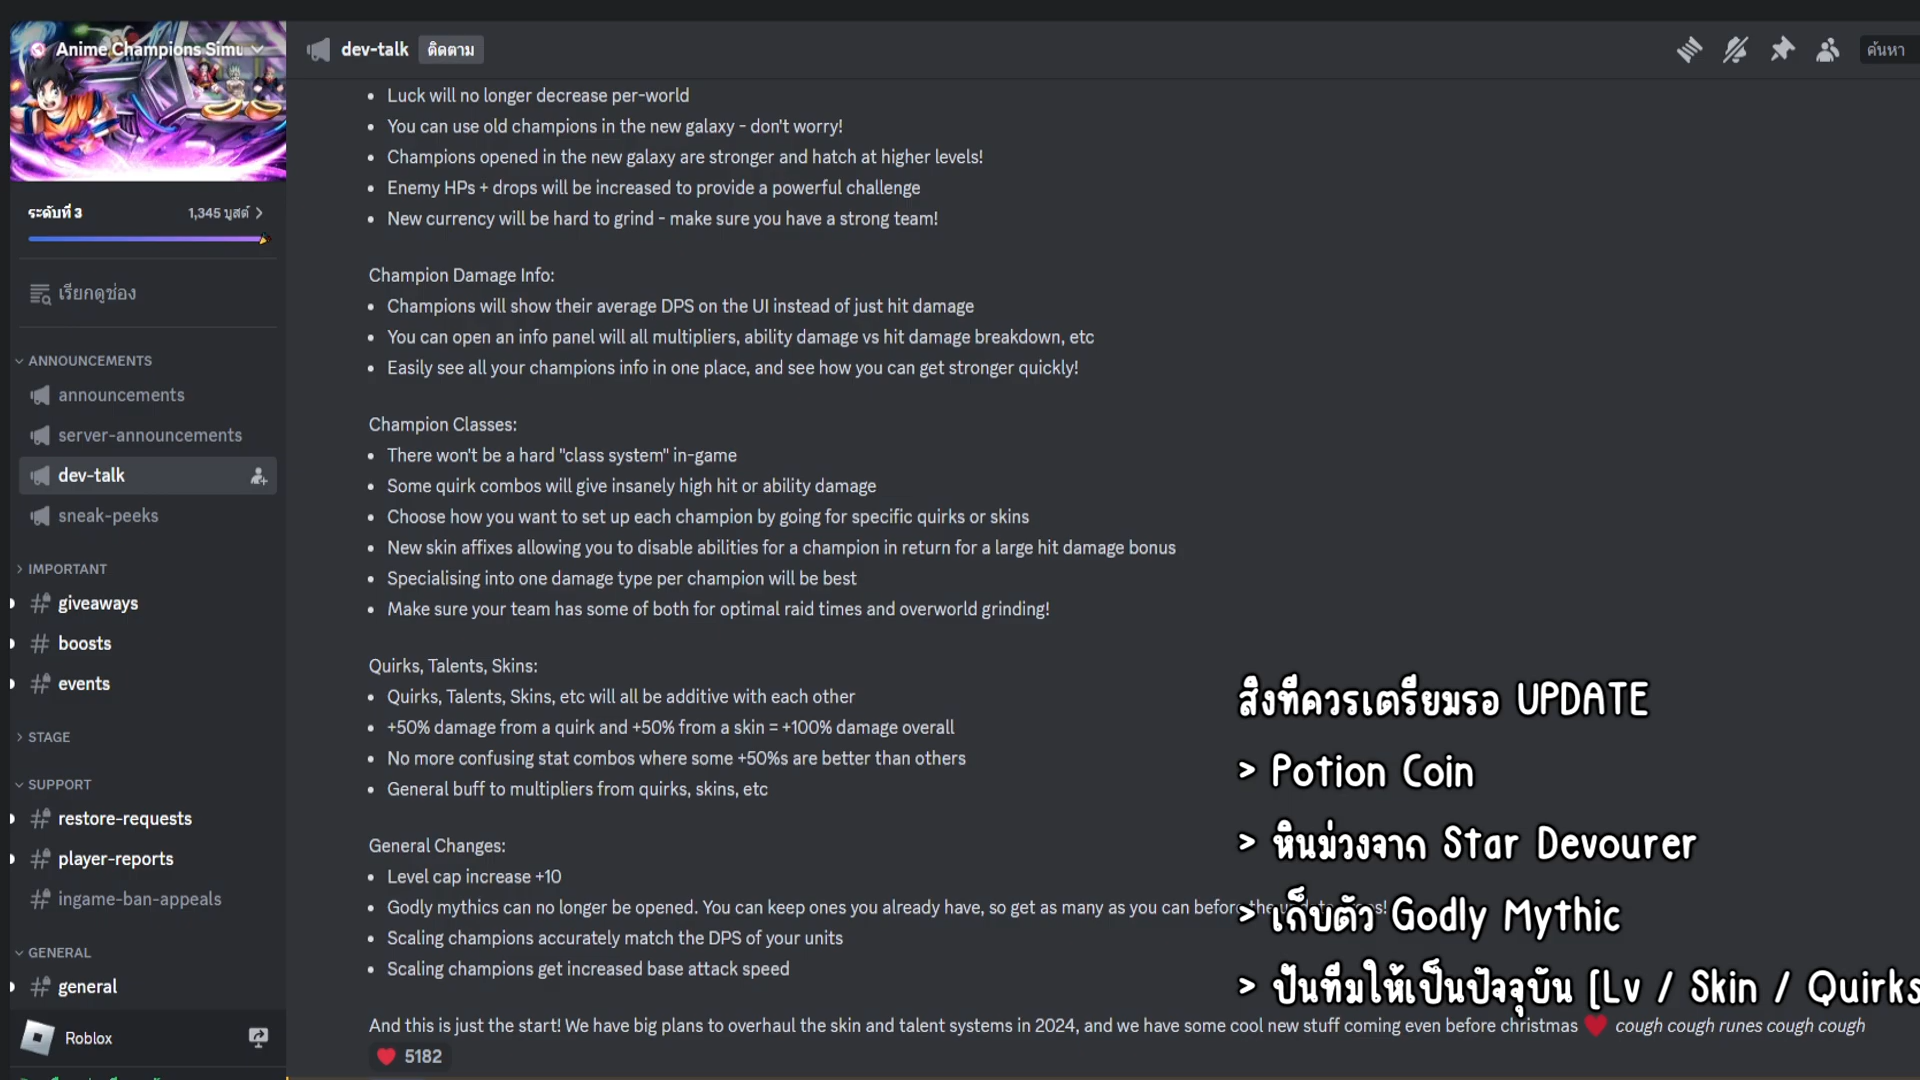 Anime Champions Simu
dev-talk
ติดตาม
ค้นหา
ระดับที่ 3
1,345 บูสต์
เรียกดูช่อง
ANNOUNCEMENTS
announcements
server-announcements
dev-talk
sneak-peeks
IMPORTANT
giveaways
boosts
events
STAGE
SUPPORT
restore-requests
player-reports
ingame-ban-appeals
GENERAL
general
Roblox
• Luck will no longer decrease per-world
• You can use old champions in the new galaxy - don't worry!
• Champions opened in the new galaxy are stronger and hatch at higher levels!
• Enemy HPs + drops will be increased to provide a powerful challenge
• New currency will be hard to grind - make sure you have a strong team!
Champion Damage Info:
• Champions will show their average DPS on the UI instead of just hit damage
• You can open an info panel will all multipliers, ability damage vs hit damage breakdown, etc
• Easily see all your champions info in one place, and see how you can get stronger quickly!
Champion Classes:
• There won't be a hard "class system" in-game
• Some quirk combos will give insanely high hit or ability damage
• Choose how you want to set up each champion by going for specific quirks or skins
• New skin affixes allowing you to disable abilities for a champion in return for a large hit damage bonus
• Specialising into one damage type per champion will be best
• Make sure your team has some of both for optimal raid times and overworld grinding!
Quirks, Talents, Skins:
• Quirks, Talents, Skins, etc will all be additive with each other
• +50% damage from a quirk and +50% from a skin = +100% damage overall
• No more confusing stat combos where some +50%s are better than others
• General buff to multipliers from quirks, skins, etc
General Changes:
• Level cap increase +10
• Godly mythics can no longer be opened. You can keep ones you already have, so get as many as you can before the
• Scaling champions accurately match the DPS of your units
• Scaling champions get increased base attack speed
And this is just the start! We have big plans to overhaul the skin and talent systems in 2024, and we have some cool new stuff coming even before christmas ❤️ cough cough runes cough cough
❤️ 5182
สิ่งที่ควรเตรียมรอ UPDATE
> Potion Coin
> หินม่วงจาก Star Devourer
> เก็บตัว Godly Mythic
> ปั้นทีมให้เป็นปัจจุบัน [Lv / Skin / Quirks